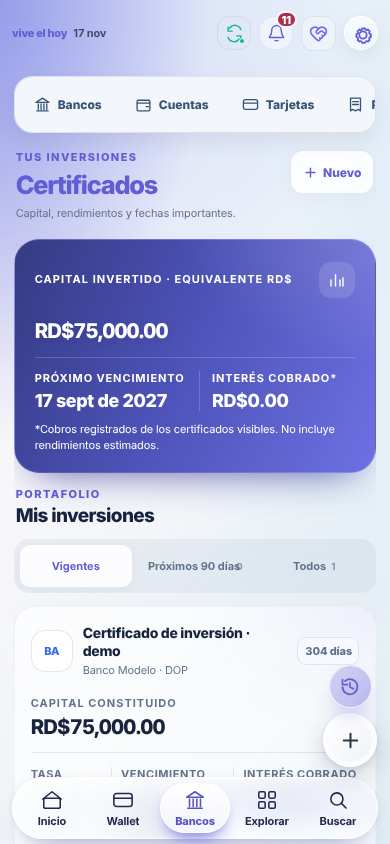 vive el hoy 17 nov
11
Bancos Cuentas Tarjetas
TUS INVERSIONES
Certificados
Nuevo
Capital, rendimientos y fechas importantes.
CAPITAL INVERTIDO · EQUIVALENTE RD$
RD$75,000.00
PRÓXIMO VENCIMIENTO INTERÉS COBRADO*
17 sept de 2027 RD$0.00
*Cobros registrados de los certificados visibles. No incluye
rendimientos estimados.
PORTAFOLIO
Mis inversiones
Vigentes Próximos 90 días 0 Todos 1
Certificado de inversión ·
demo
BA
304 días
Banco Modelo · DOP
CAPITAL CONSTITUIDO
RD$75,000.00
TASA VENCIMIENTO INTERÉS COBRADO
Inicio Wallet Bancos Explorar Buscar